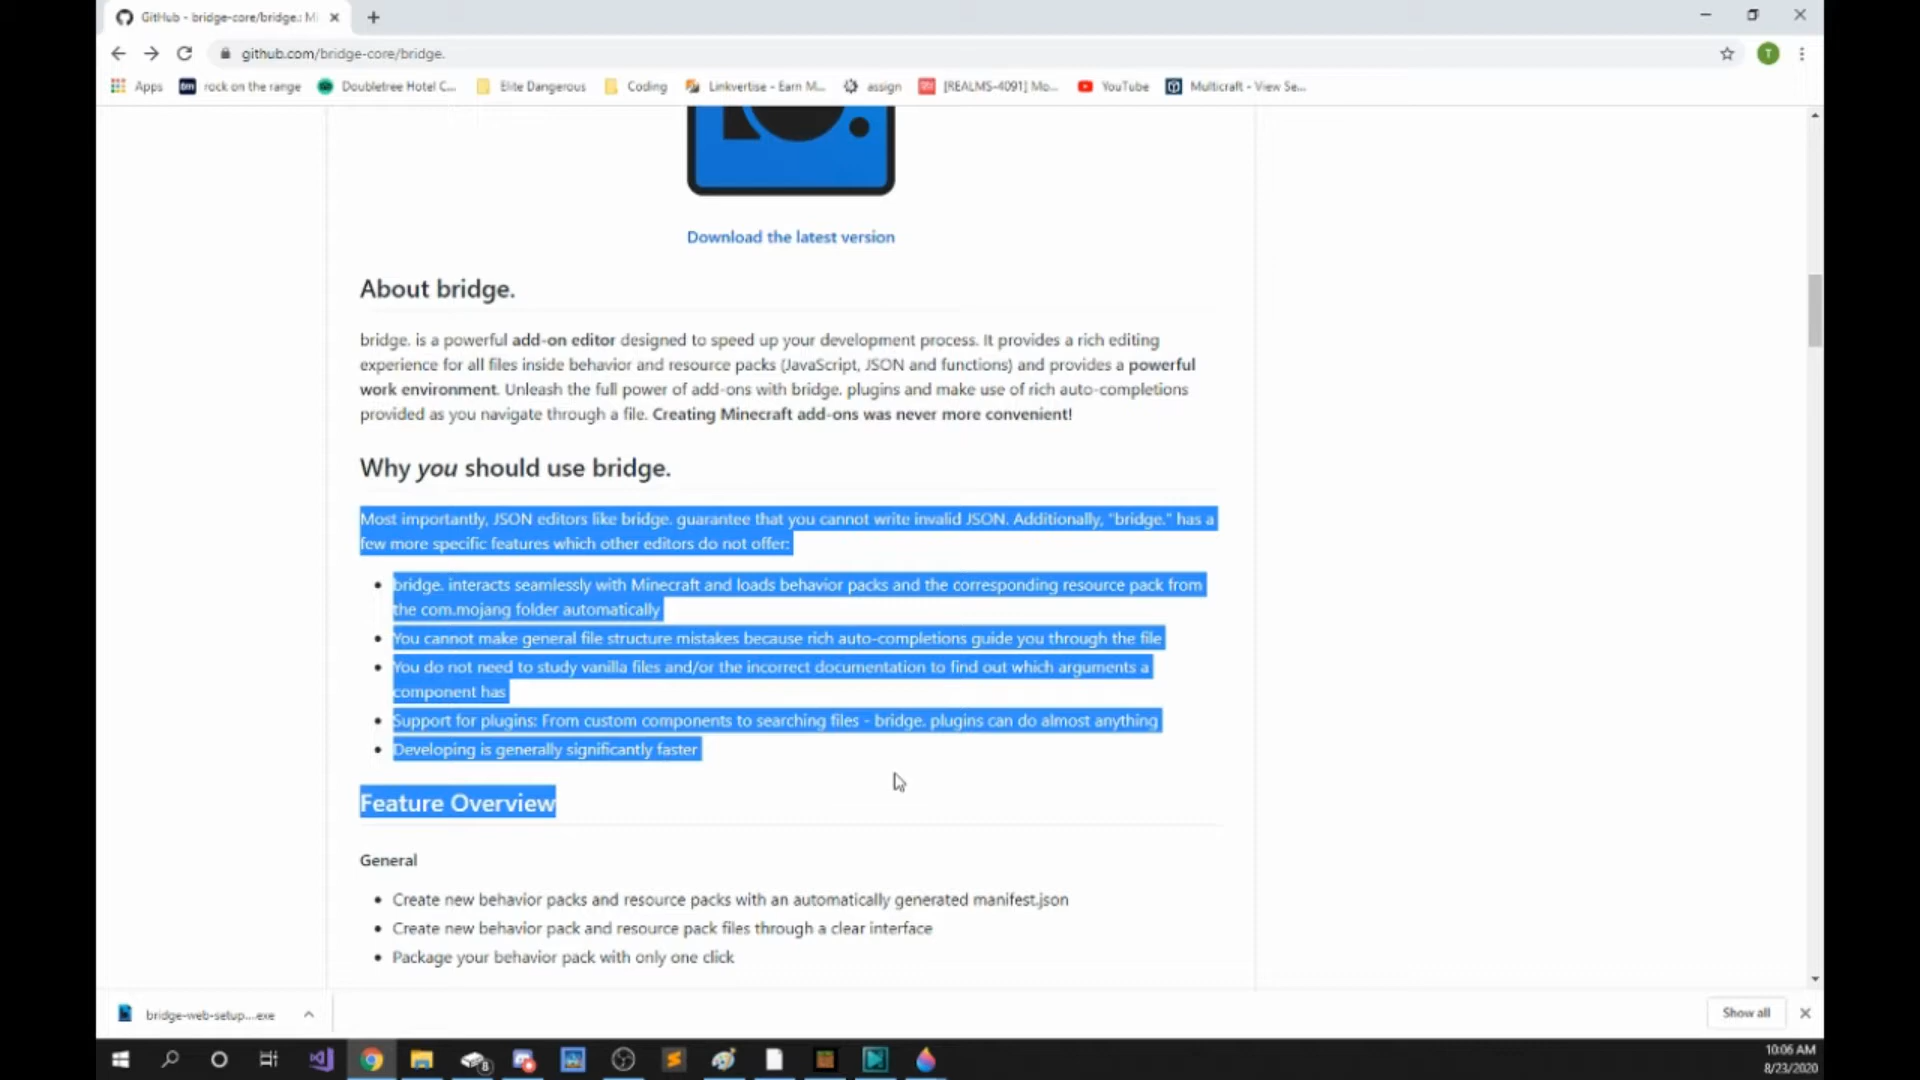 GitHub - bridge-core/bridge.: Mi
github.com/bridge-core/bridge.
T
Apps
rock on the range
Doubletree Hotel C...
Elite Dangerous
Coding
Linkvertise - Earn M...
assign
[REALMS-4091] Mo...
YouTube
Multicraft - View Se...
Download the latest version
About bridge.
bridge. is a powerful add-on editor designed to speed up your development process. It provides a rich editing
experience for all files inside behavior and resource packs (JavaScript, JSON and functions) and provides a powerful
work environment. Unleash the full power of add-ons with bridge. plugins and make use of rich auto-completions
provided as you navigate through a file. Creating Minecraft add-ons was never more convenient!
Why you should use bridge.
Most importantly, JSON editors like bridge. guarantee that you cannot write invalid JSON. Additionally, "bridge." has a
few more specific features which other editors do not offer:
bridge. interacts seamlessly with Minecraft and loads behavior packs and the corresponding resource pack from
the com.mojang folder automatically
You cannot make general file structure mistakes because rich auto-completions guide you through the file
You do not need to study vanilla files and/or the incorrect documentation to find out which arguments a
component has
Support for plugins: From custom components to searching files - bridge. plugins can do almost anything
Developing is generally significantly faster
Feature Overview
General
Create new behavior packs and resource packs with an automatically generated manifest.json
Create new behavior pack and resource pack files through a clear interface
Package your behavior pack with only one click
bridge-web-setup....exe
Show all
8
10:06 AM
8/23/2020